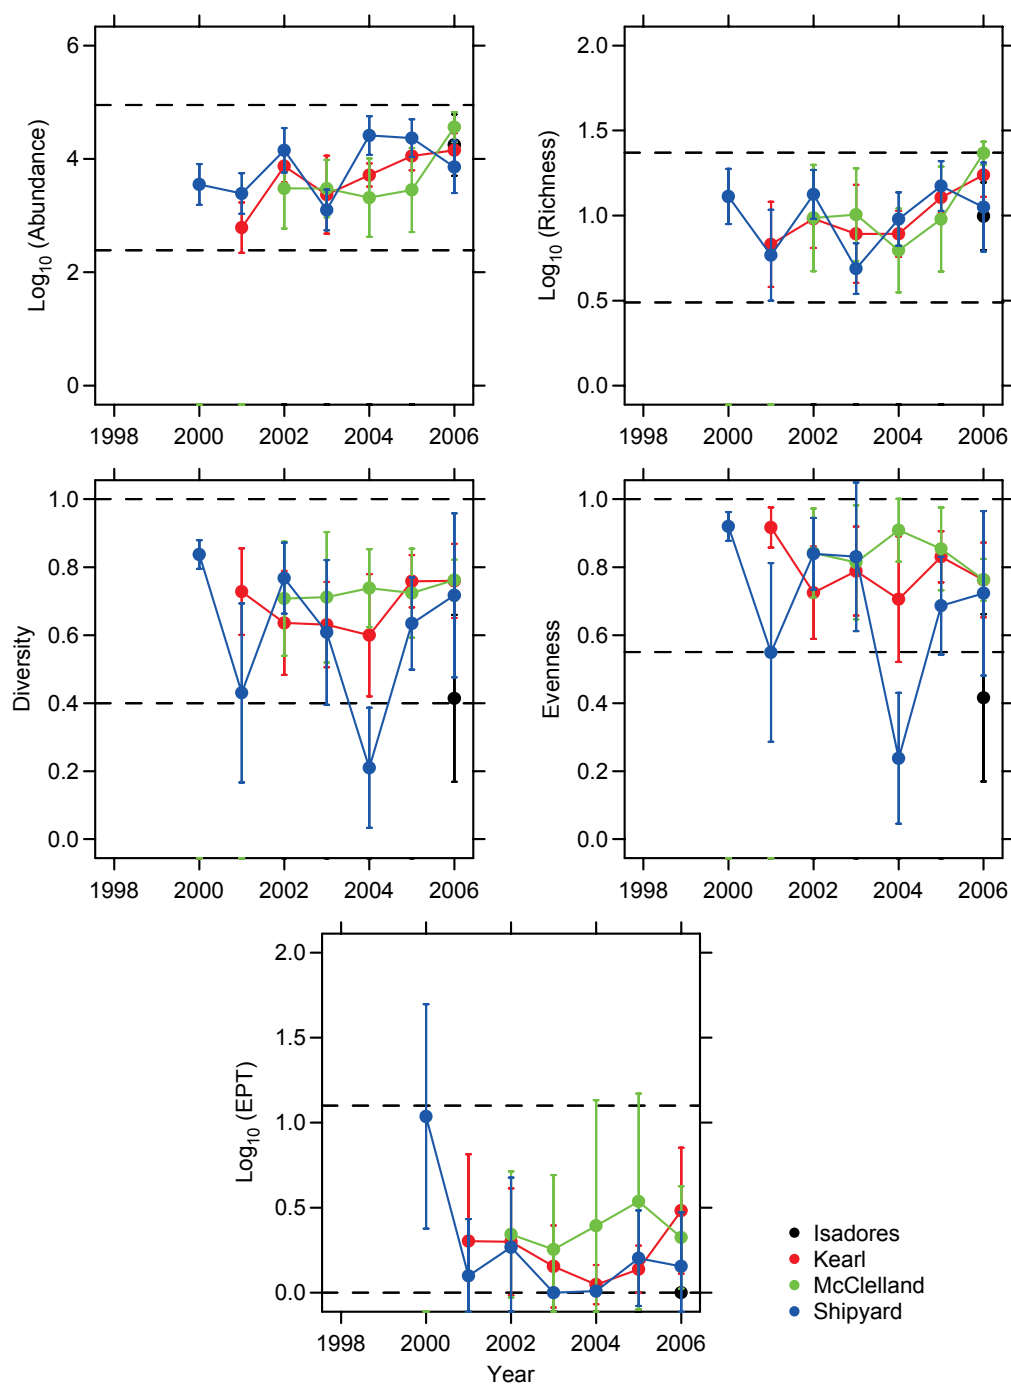 Log10 (Abundance)
6
4
2
0
1998 2000 2002 2004 2006
Log10 (Richness)
2.0
1.5
1.0
0.5
0.0
1998 2000 2002 2004 2006
Diversity
1.0
0.8
0.6
0.4
0.2
0.0
1998 2000 2002 2004 2006
Evenness
1.0
0.8
0.6
0.4
0.2
0.0
1998 2000 2002 2004 2006
Log10 (EPT)
2.0
1.5
1.0
0.5
0.0
1998 2000 2002 2004 2006
Year
Isadores
Kearl
McClelland
Shipyard